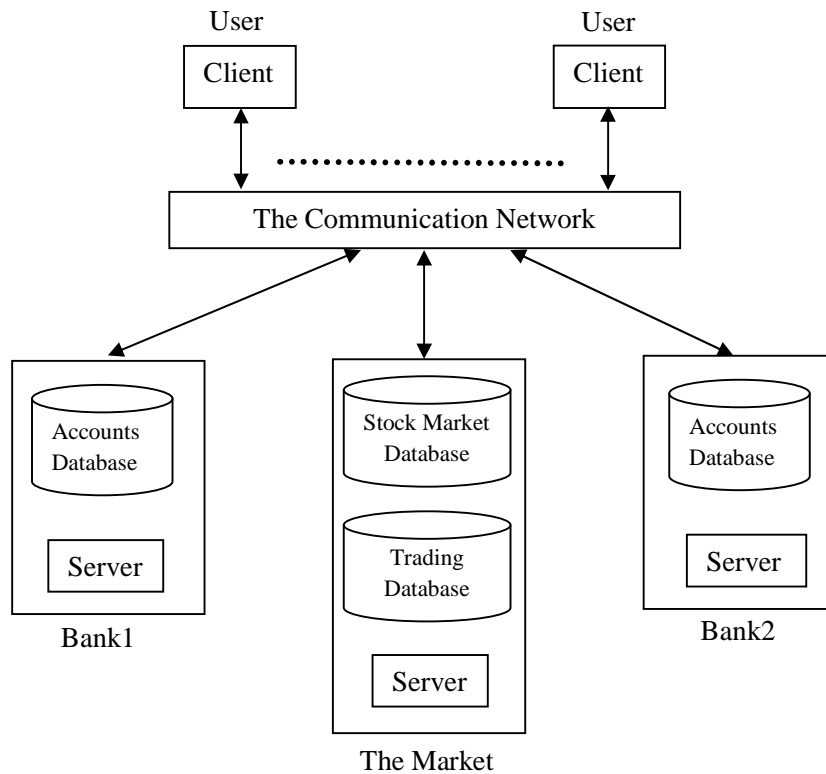 User
User
Client
Client
The Communication Network
Accounts
Database
Server
Bank1
Stock Market
Database
Trading
Database
Server
The Market
Accounts
Database
Server
Bank2